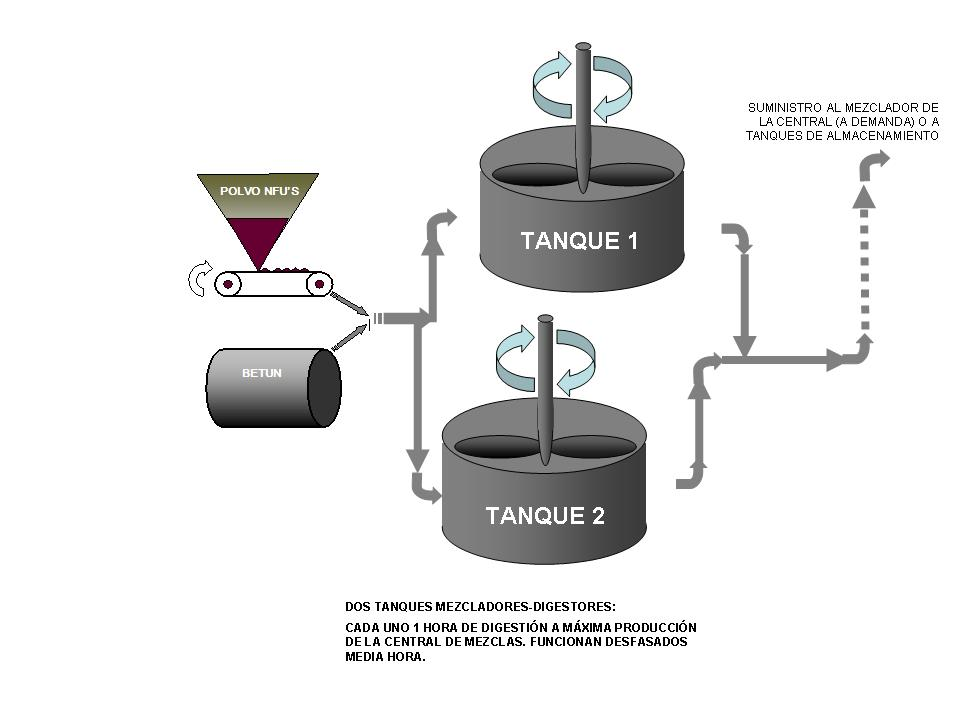 SUMINISTRO AL MEZCLADOR DE
LA CENTRAL (A DEMANDA) O A
TANQUES DE ALMACENAMIENTO
POLVO NFU'S
TANQUE 1
BETUN
TANQUE 2
DOS TANQUES MEZCLADORES-DIGESTORES:
CADA UNO 1 HORA DE DIGESTIÓN A MÁXIMA PRODUCCIÓN
DE LA CENTRAL DE MEZCLAS. FUNCIONAN DESFASADOS
MEDIA HORA.